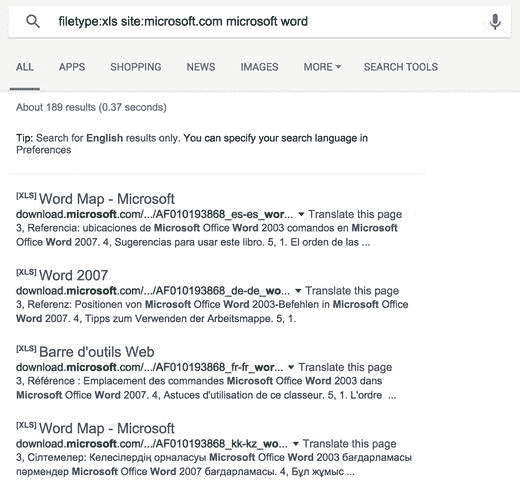 filetype:xls site:microsoft.com microsoft word
ALL APPS SHOPPING NEWS IMAGES MORE SEARCH TOOLS
About 189 results (0.37 seconds)
Tip: Search for English results only. You can specify your search language in
Preferences
[XLS] Word Map - Microsoft
download.microsoft.com/.../AF010193868_es-es_wor... Translate this page
3, Referencia: ubicaciones de Microsoft Office Word 2003 comandos en Microsoft
Office Word 2007. 4, Sugerencias para usar este libro. 5, 1. El orden de las ...
[XLS] Word 2007
download.microsoft.com/.../AF010193868_de-de_wo... Translate this page
3, Referenz: Positionen von Microsoft Office Word 2003-Befehlen in Microsoft Office
Word 2007. 4, Tipps zum Verwenden der Arbeitsmappe. 5, 1.
[XLS] Barre d'outils Web
download.microsoft.com/.../AF010193868_fr-fr_wor... Translate this page
3, Référence : Emplacement des commandes Microsoft Office Word 2003 dans
Microsoft Office Word 2007. 4, Astuces d'utilisation de ce classeur. 5, 1. L'ordre ...
[XLS] Word Map - Microsoft
download.microsoft.com/.../AF010193868_kk-kz_wo... Translate this page
3, Сілтемелер: Келесілердің орналасуы Microsoft Office Word 2003 бағдарламасы
пәрмендер Microsoft Office Word 2007 бағдарламасы. 4, Бұл жұмыс ...